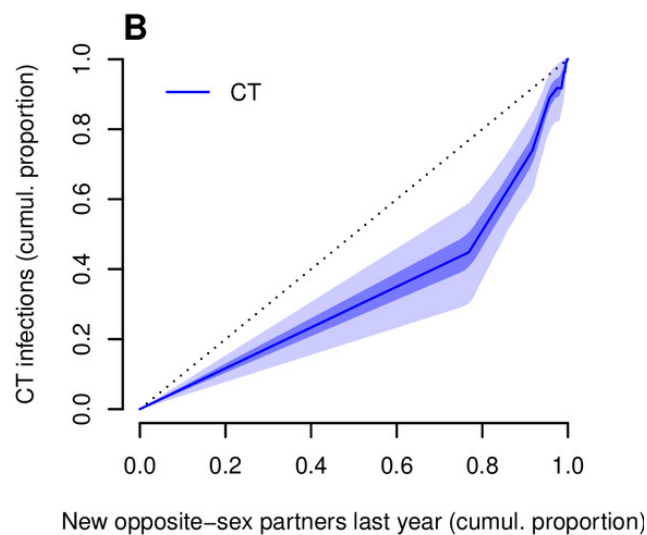 B
CT
CT infections (cumul. proportion)
1.0
0.8
0.6
0.4
0.2
0.0
0.0 0.2 0.4 0.6 0.8 1.0
New opposite−sex partners last year (cumul. proportion)